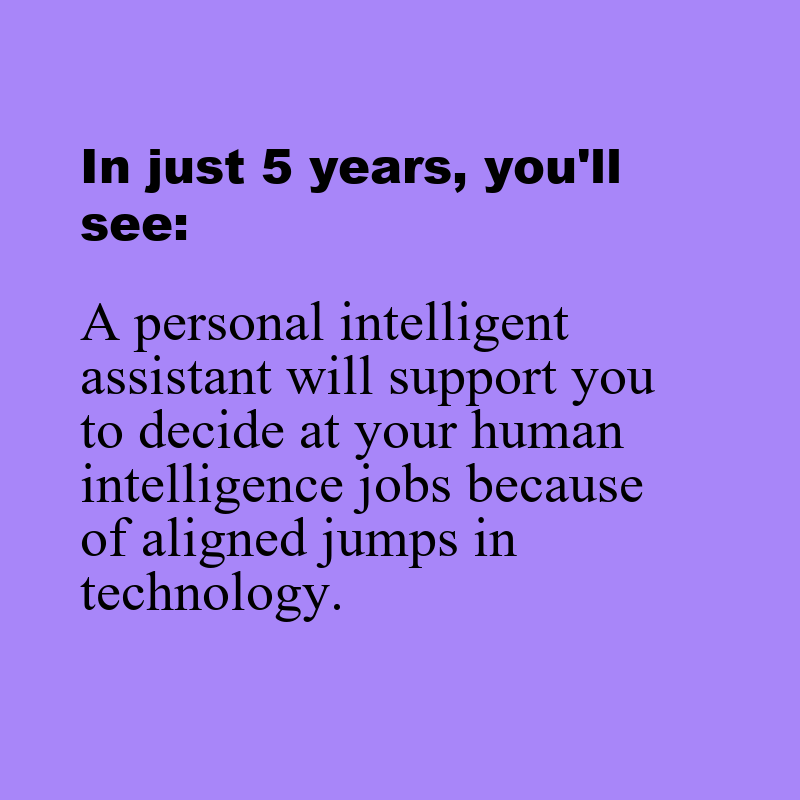 In just 5 years, you'll
see:
A personal intelligent
assistant will support you
to decide at your human
intelligence jobs because
of aligned jumps in
technology.